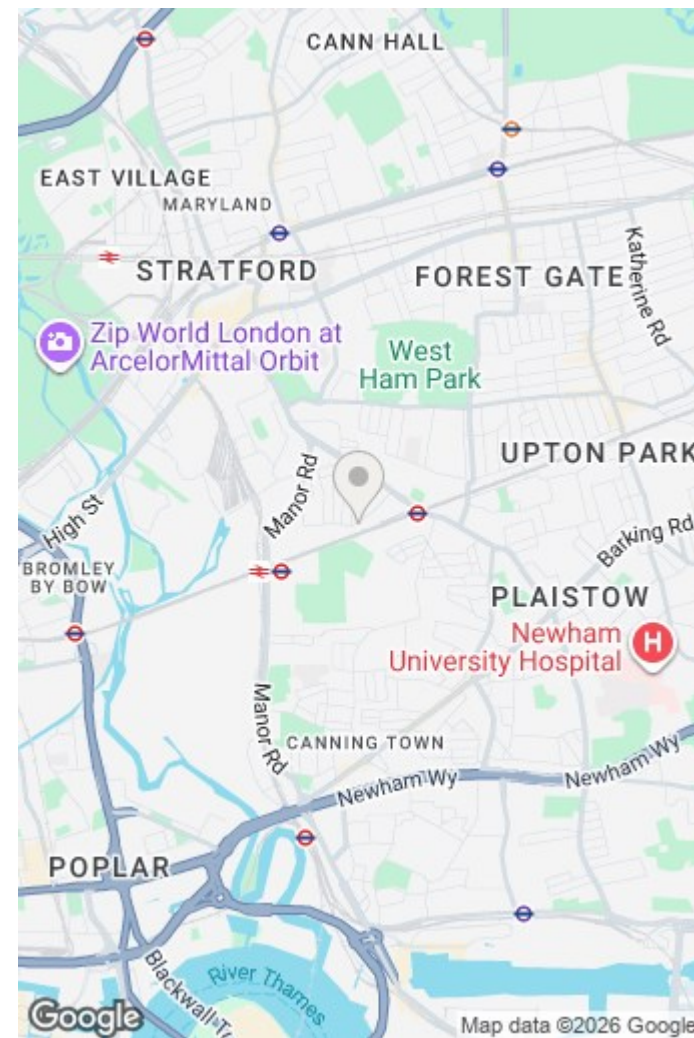 CANN HALL
EAST VILLAGE
MARYLAND
STRATFORD
FOREST GATE
Katherine Rd
Zip World London at
ArcelorMittal Orbit
West
Ham Park
UPTON PARK
Manor Rd
High St
Barking Rd
BROMLEY
BY BOW
PLAISTOW
Newham
University Hospital
H
Manor Rd
CANNING TOWN
Newham Wy
Newham Wy
POPLAR
River Thames
Blackwall T
Google
Map data ©2026 Google